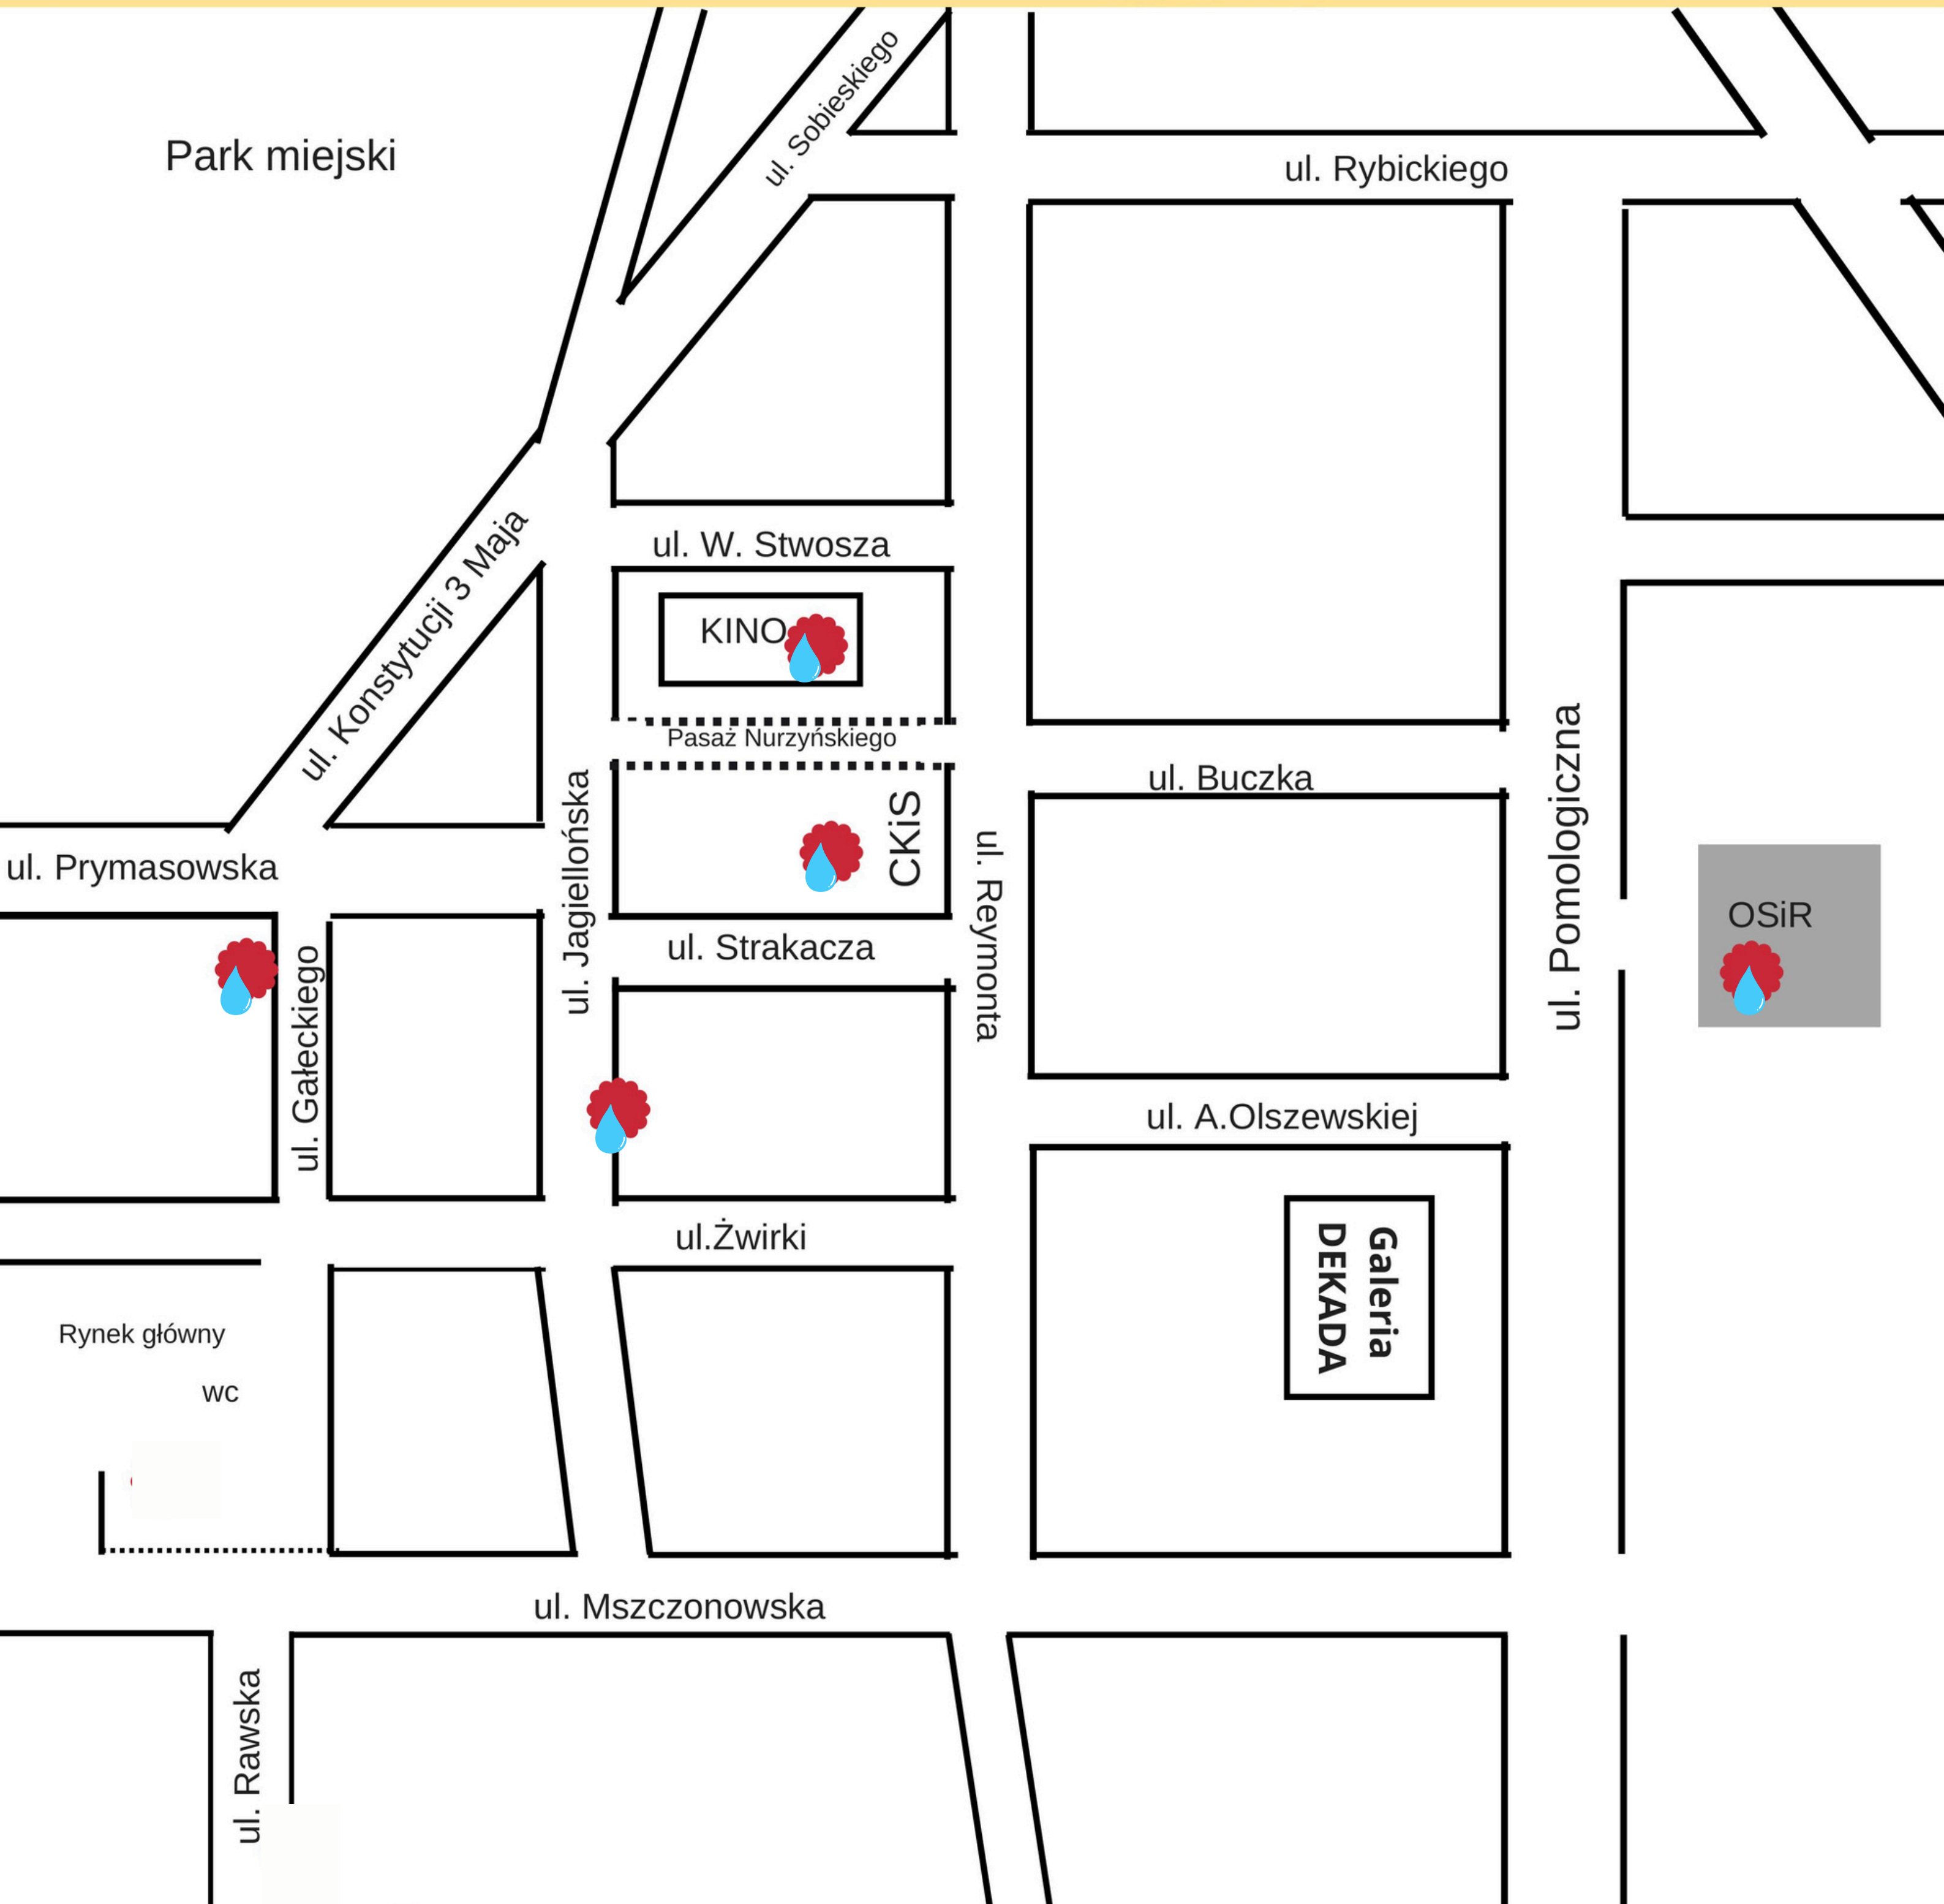 ul. Sobieskiego
Park miejski
ul. Rybickiego
ul. W. Stwosza
ul. Konstytucji 3 Maja
KINO
Pasaż Nurzyńskiego
ul. Buczka
CKiS
ul. Prymasowska
ul. Jagiellońska
ul. Reymonta
ul. Pomologiczna
OSiR
ul. Strakacza
ul. Gałeckiego
ul. A.Olszewskiej
ul.Żwirki
Galeria
DEKADA
Rynek główny
wc
ul. Mszczonowska
ul. Rawska